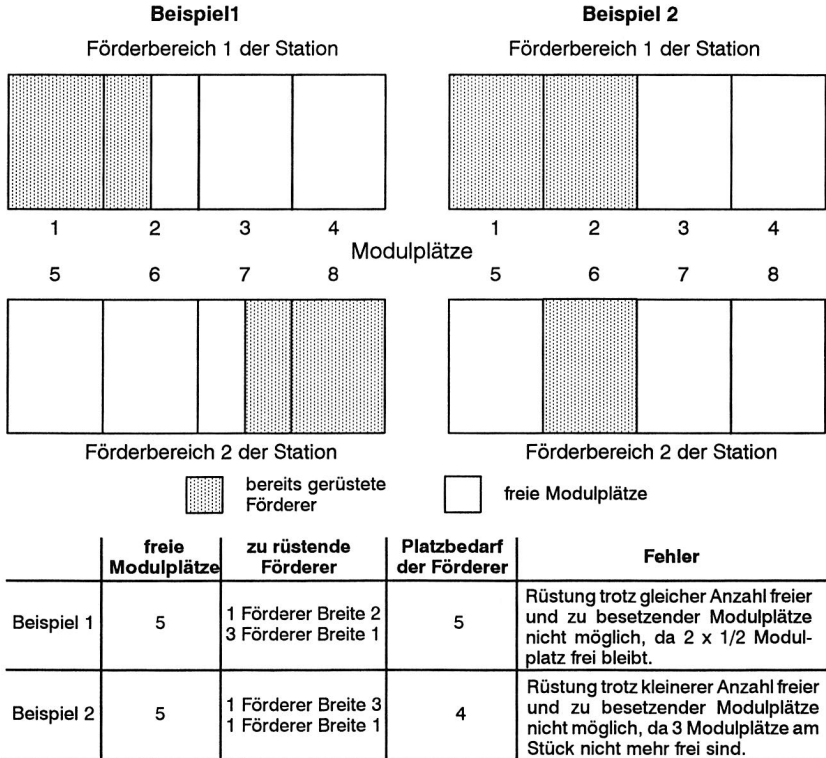 Beispiel1
Beispiel 2
Förderbereich 1 der Station
Förderbereich 1 der Station
1 2 3 4
1 2 3 4
Modulplätze
5 6 7 8
5 6 7 8
Förderbereich 2 der Station
Förderbereich 2 der Station
bereits gerüstete
Förderer
freie Modulplätze
freie
Modulplätze
zu rüstende
Förderer
Platzbedarf
der Förderer
Fehler
Beispiel 1
5
1 Förderer Breite 2
3 Förderer Breite 1
5
Rüstung trotz gleicher Anzahl freier
und zu besetzender Modulplätze
nicht möglich, da 2 x 1/2 Modul-
platz frei bleibt.
Beispiel 2
5
1 Förderer Breite 3
1 Förderer Breite 1
4
Rüstung trotz kleinerer Anzahl freier
und zu besetzender Modulplätze
nicht möglich, da 3 Modulplätze am
Stück nicht mehr frei sind.